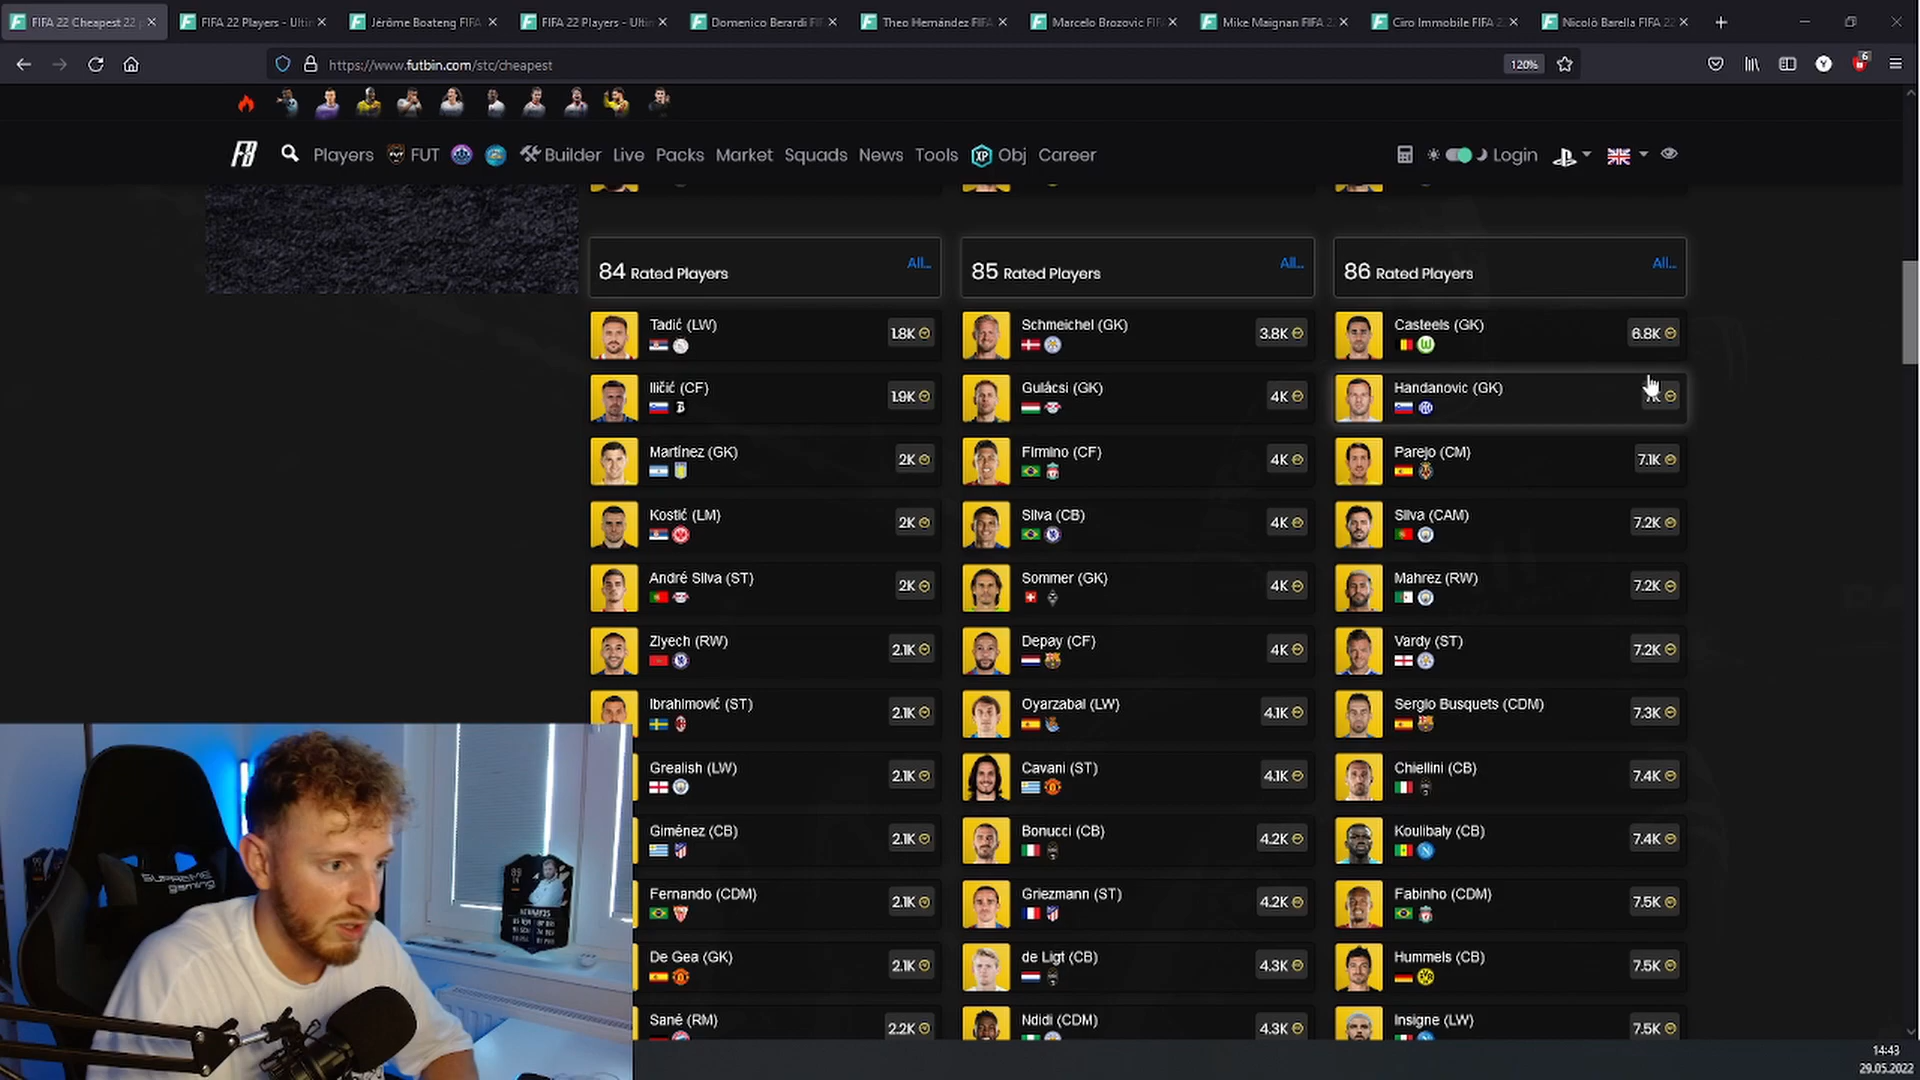 FIFA 22 Cheapest 22 p
FIFA 22 Players - Ultim
Jérôme Boateng FIFA
FIFA 22 Players - Ultim
Domenico Berardi FIF
Theo Hernández FIFA
Marcelo Brozovic FIF
Mike Maignan FIFA 2
Ciro Immobile FIFA 2
Nicolò Barella FIFA 22
https://www.futbin.com/stc/cheapest
120%
Y
6
FB
Players
FUT
Builder
Live
Packs
Market
Squads
News
Tools
XP
Obj
Career
Login
84 Rated Players
All...
85 Rated Players
All...
86 Rated Players
All...
Tadić (LW)
1.8K
Schmeichel (GK)
3.8K
Casteels (GK)
6.8K
Iličić (CF)
1.9K
Gulácsi (GK)
4K
Handanovic (GK)
Martínez (GK)
2K
Firmino (CF)
4K
Parejo (CM)
7.1K
Kostić (LM)
2K
Silva (CB)
4K
Silva (CAM)
7.2K
André Silva (ST)
2K
Sommer (GK)
4K
Mahrez (RW)
7.2K
Ziyech (RW)
2.1K
Depay (CF)
4K
Vardy (ST)
7.2K
Ibrahimović (ST)
2.1K
Oyarzabal (LW)
4.1K
Sergio Busquets (CDM)
7.3K
Grealish (LW)
2.1K
Cavani (ST)
4.1K
Chiellini (CB)
7.4K
Giménez (CB)
2.1K
Bonucci (CB)
4.2K
Koulibaly (CB)
7.4K
Fernando (CDM)
2.1K
Griezmann (ST)
4.2K
Fabinho (CDM)
7.5K
De Gea (GK)
2.1K
de Ligt (CB)
4.3K
Hummels (CB)
7.5K
Sané (RM)
2.2K
Ndidi (CDM)
4.3K
Insigne (LW)
7.5K
SUPREME
gaming
14:43
29.05.2022